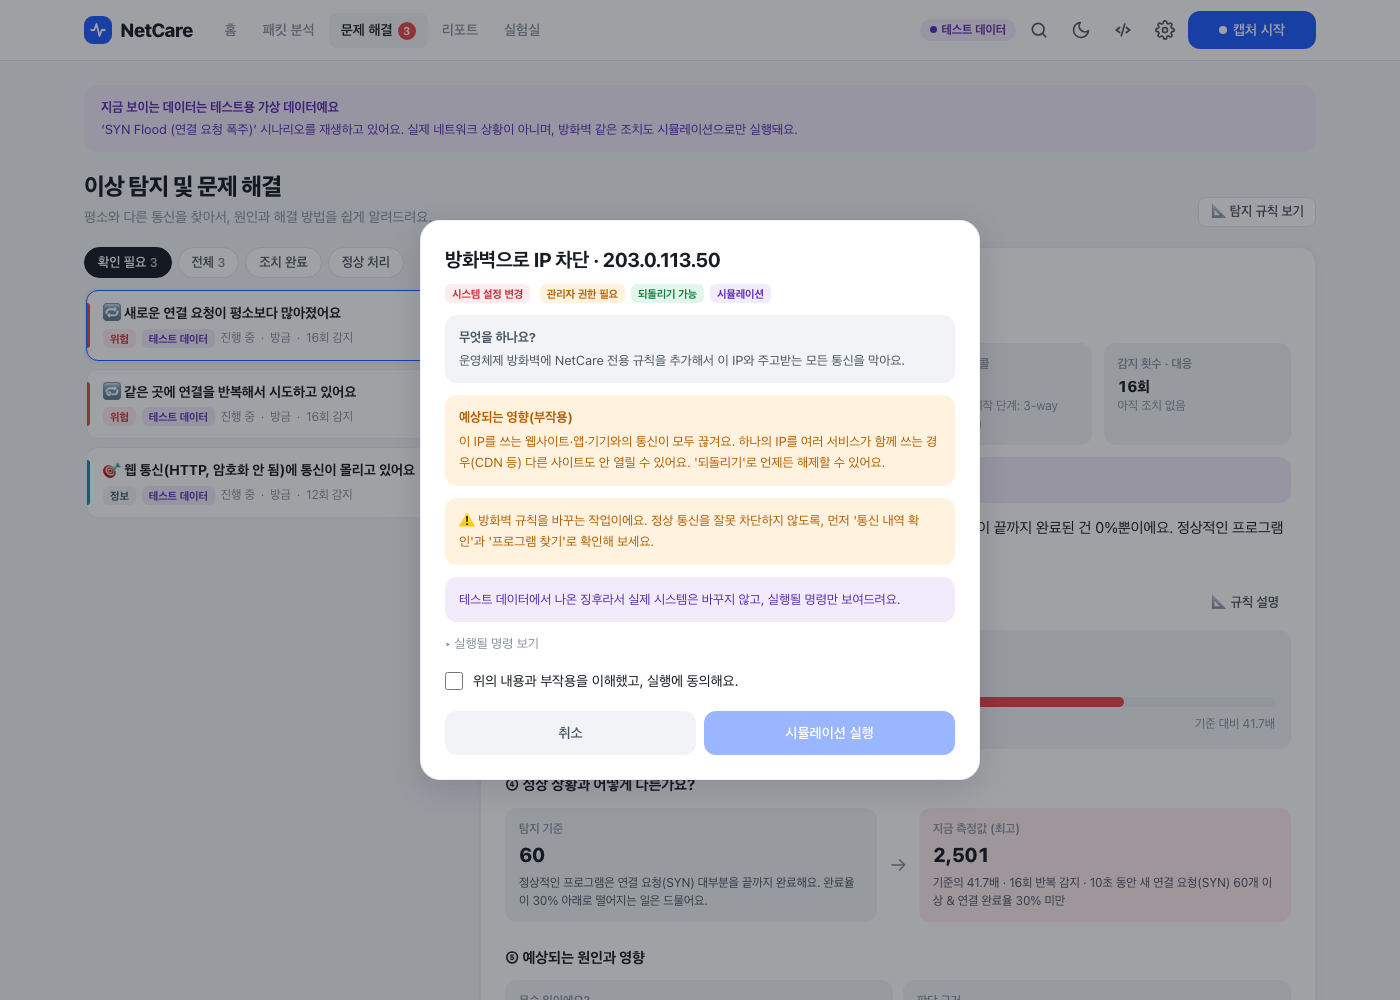 NetCare
홈
패킷 분석
문제 해결 3
리포트
실험실
테스트 데이터
캡처 시작
지금 보이는 데이터는 테스트용 가상 데이터예요
‘SYN Flood (연결 요청 폭주)’ 시나리오를 재생하고 있어요. 실제 네트워크 상황이 아니며, 방화벽 같은 조치도 시뮬레이션으로만 실행돼요.
이상 탐지 및 문제 해결
평소와 다른 통신을 찾아서, 원인과 해결 방법을 쉽게 알려드려요.
📐 탐지 규칙 보기
확인 필요 3
전체 3
조치 완료
정상 처리
새로운 연결 요청이 평소보다 많아졌어요
위험 테스트 데이터 진행 중 · 방금 · 16회 감지
같은 곳에 연결을 반복해서 시도하고 있어요
위험 테스트 데이터 진행 중 · 방금 · 16회 감지
웹 통신(HTTP, 암호화 안 됨)에 통신이 몰리고 있어요
정보 테스트 데이터 진행 중 · 방금 · 12회 감지
방화벽으로 IP 차단 · 203.0.113.50
시스템 설정 변경
관리자 권한 필요
되돌리기 가능
시뮬레이션
무엇을 하나요?
운영체제 방화벽에 NetCare 전용 규칙을 추가해서 이 IP와 주고받는 모든 통신을 막아요.
예상되는 영향(부작용)
이 IP를 쓰는 웹사이트·앱·기기와의 통신이 모두 끊겨요. 하나의 IP를 여러 서비스가 함께 쓰는 경
우(CDN 등) 다른 사이트도 안 열릴 수 있어요. '되돌리기'로 언제든 해제할 수 있어요.
⚠️ 방화벽 규칙을 바꾸는 작업이에요. 정상 통신을 잘못 차단하지 않도록, 먼저 '통신 내역 확
인'과 '프로그램 찾기'로 확인해 보세요.
테스트 데이터에서 나온 징후라서 실제 시스템은 바꾸지 않고, 실행될 명령만 보여드려요.
▸ 실행될 명령 보기
위의 내용과 부작용을 이해했고, 실행에 동의해요.
취소
시뮬레이션 실행
콜
작 단계: 3-way
)
감지 횟수 · 대응
16회
아직 조치 없음
이 끝까지 완료된 건 0%뿐이에요. 정상적인 프로그램
📐 규칙 설명
기준 대비 41.7배
④ 정상 상황과 어떻게 다른가요?
탐지 기준
60
정상적인 프로그램은 연결 요청(SYN) 대부분을 끝까지 완료해요. 완료율
이 30% 아래로 떨어지는 일은 드물어요.
→
지금 측정값 (최고)
2,501
기준의 41.7배 · 16회 반복 감지 · 10초 동안 새 연결 요청(SYN) 60개 이
상 & 연결 완료율 30% 미만
⑤ 예상되는 원인과 영향